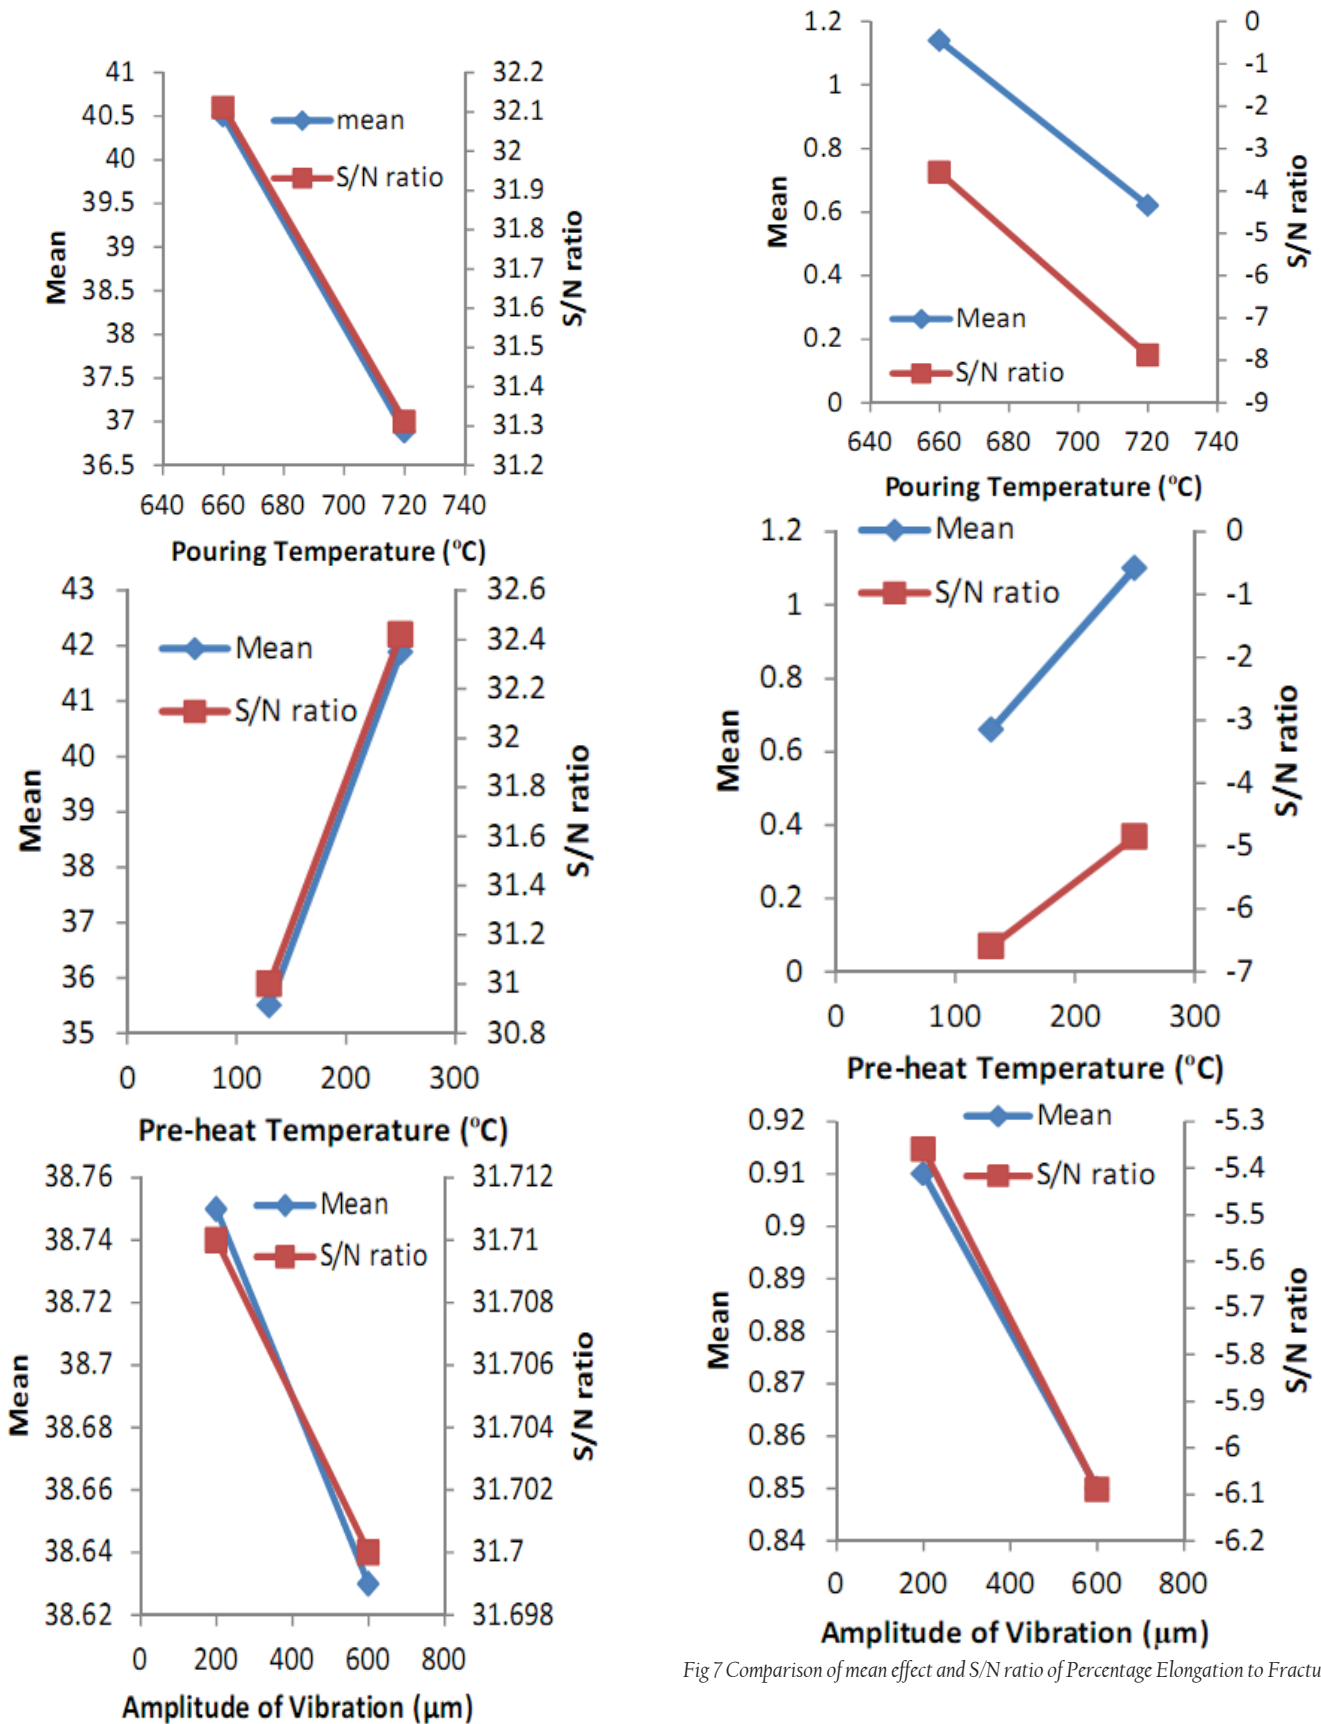 41
40.5
40
39.5
39
38.5
38
37.5
37
36.5
Mean
mean
S/N ratio
32.2
32.1
32
31.9
31.8
31.7
31.6
31.5
31.4
31.3
31.2
S/N ratio
640 660 680 700 720 740
Pouring Temperature (⁰C)
43
42
41
40
39
38
37
36
35
Mean
Mean
S/N ratio
32.6
32.4
32.2
32
31.8
31.6
31.4
31.2
31
30.8
S/N ratio
0 100 200 300
Pre-heat Temperature (⁰C)
38.76
38.74
38.72
38.7
38.68
38.66
38.64
38.62
Mean
Mean
S/N ratio
31.712
31.71
31.708
31.706
31.704
31.702
31.7
31.698
S/N ratio
0 200 400 600 800
Amplitude of Vibration (μm)
1.2
1
0.8
0.6
0.4
0.2
0
Mean
Mean
S/N ratio
0
-1
-2
-3
-4
-5
-6
-7
-8
-9
S/N ratio
640 660 680 700 720 740
Pouring Temperature (⁰C)
1.2
1
0.8
0.6
0.4
0.2
0
Mean
Mean
S/N ratio
0
-1
-2
-3
-4
-5
-6
-7
S/N ratio
0 100 200 300
Pre-heat Temperature (⁰C)
0.92
0.91
0.9
0.89
0.88
0.87
0.86
0.85
0.84
Mean
Mean
S/N ratio
-5.3
-5.4
-5.5
-5.6
-5.7
-5.8
-5.9
-6
-6.1
-6.2
S/N ratio
0 200 400 600 800
Amplitude of Vibration (μm)
Fig 7 Comparison of mean effect and S/N ratio of Percentage Elongation to Fractu